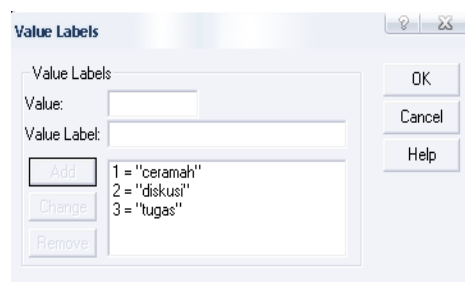 Value Labels
Value Labels
Value:
Value Label:
Add
Change
Remove
1 = "ceramah"
2 = "diskusi"
3 = "tugas"
OK
Cancel
Help